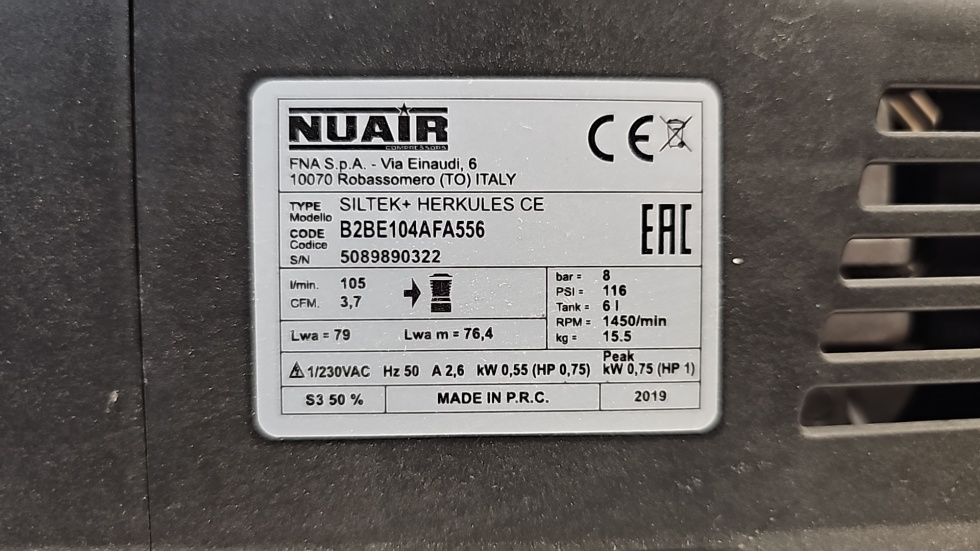 NUAIR
COMPRESSORS
FNA S.p.A. - Via Einaudi, 6
10070 Robassomero (TO) ITALY
CE
TYPE SILTEK+ HERKULES CE
Modello
CODE B2BE104AFA556
Codice
S/N 5089890322
EAC
l/min. 105
CFM. 3,7
bar = 8
PSI = 116
Tank = 6 l
RPM = 1450/min
kg = 15.5
Lwa = 79 Lwa m = 76,4
1/230VAC Hz 50 A 2,6 kW 0,55 (HP 0,75) Peak kW 0,75 (HP 1)
S3 50 % MADE IN P.R.C. 2019